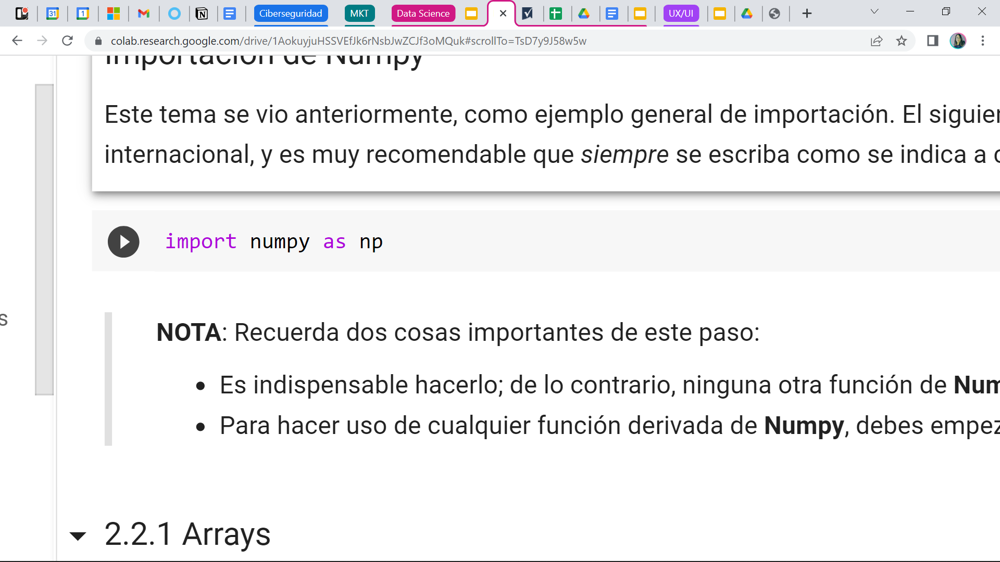 Ciberseguridad MKT Data Science UX/UI
colab.research.google.com/drive/1AokuyjuHSSVEfJk6rNsbJwZCJf3oMQuk#scrollTo=TsD7y9J58w5w
Importación de Numpy
Este tema se vio anteriormente, como ejemplo general de importación. El
internacional, y es muy recomendable que siempre se escriba como se indica a
import numpy as np
s
NOTA: Recuerda dos cosas importantes de este paso:
• Es indispensable hacerlo; de lo contrario, ninguna otra función de
• Para hacer uso de cualquier función derivada de Numpy, debes
2.2.1 Arrays